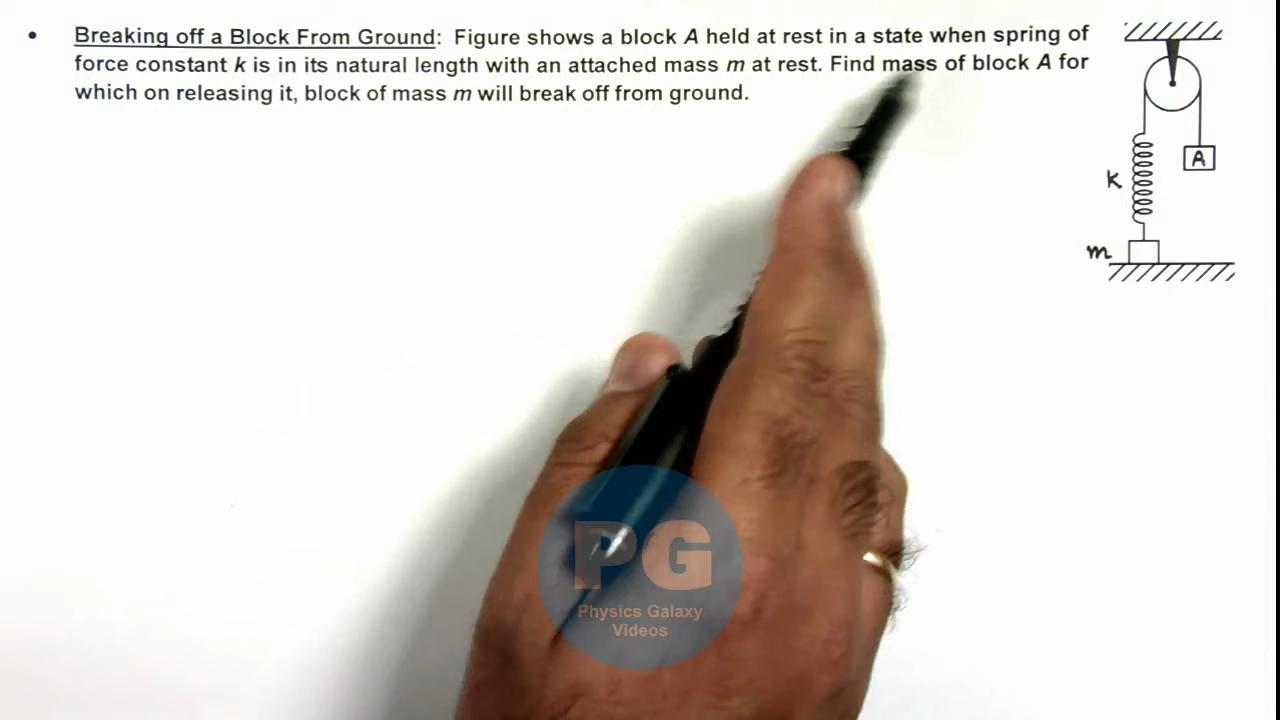 • Breaking off a Block From Ground: Figure shows a block A held at rest in a state when spring of
force constant k is in its natural length with an attached mass m at rest. Find mass of block A for
which on releasing it, block of mass m will break off from ground.
A
K
m
PG
Physics Galaxy
Videos